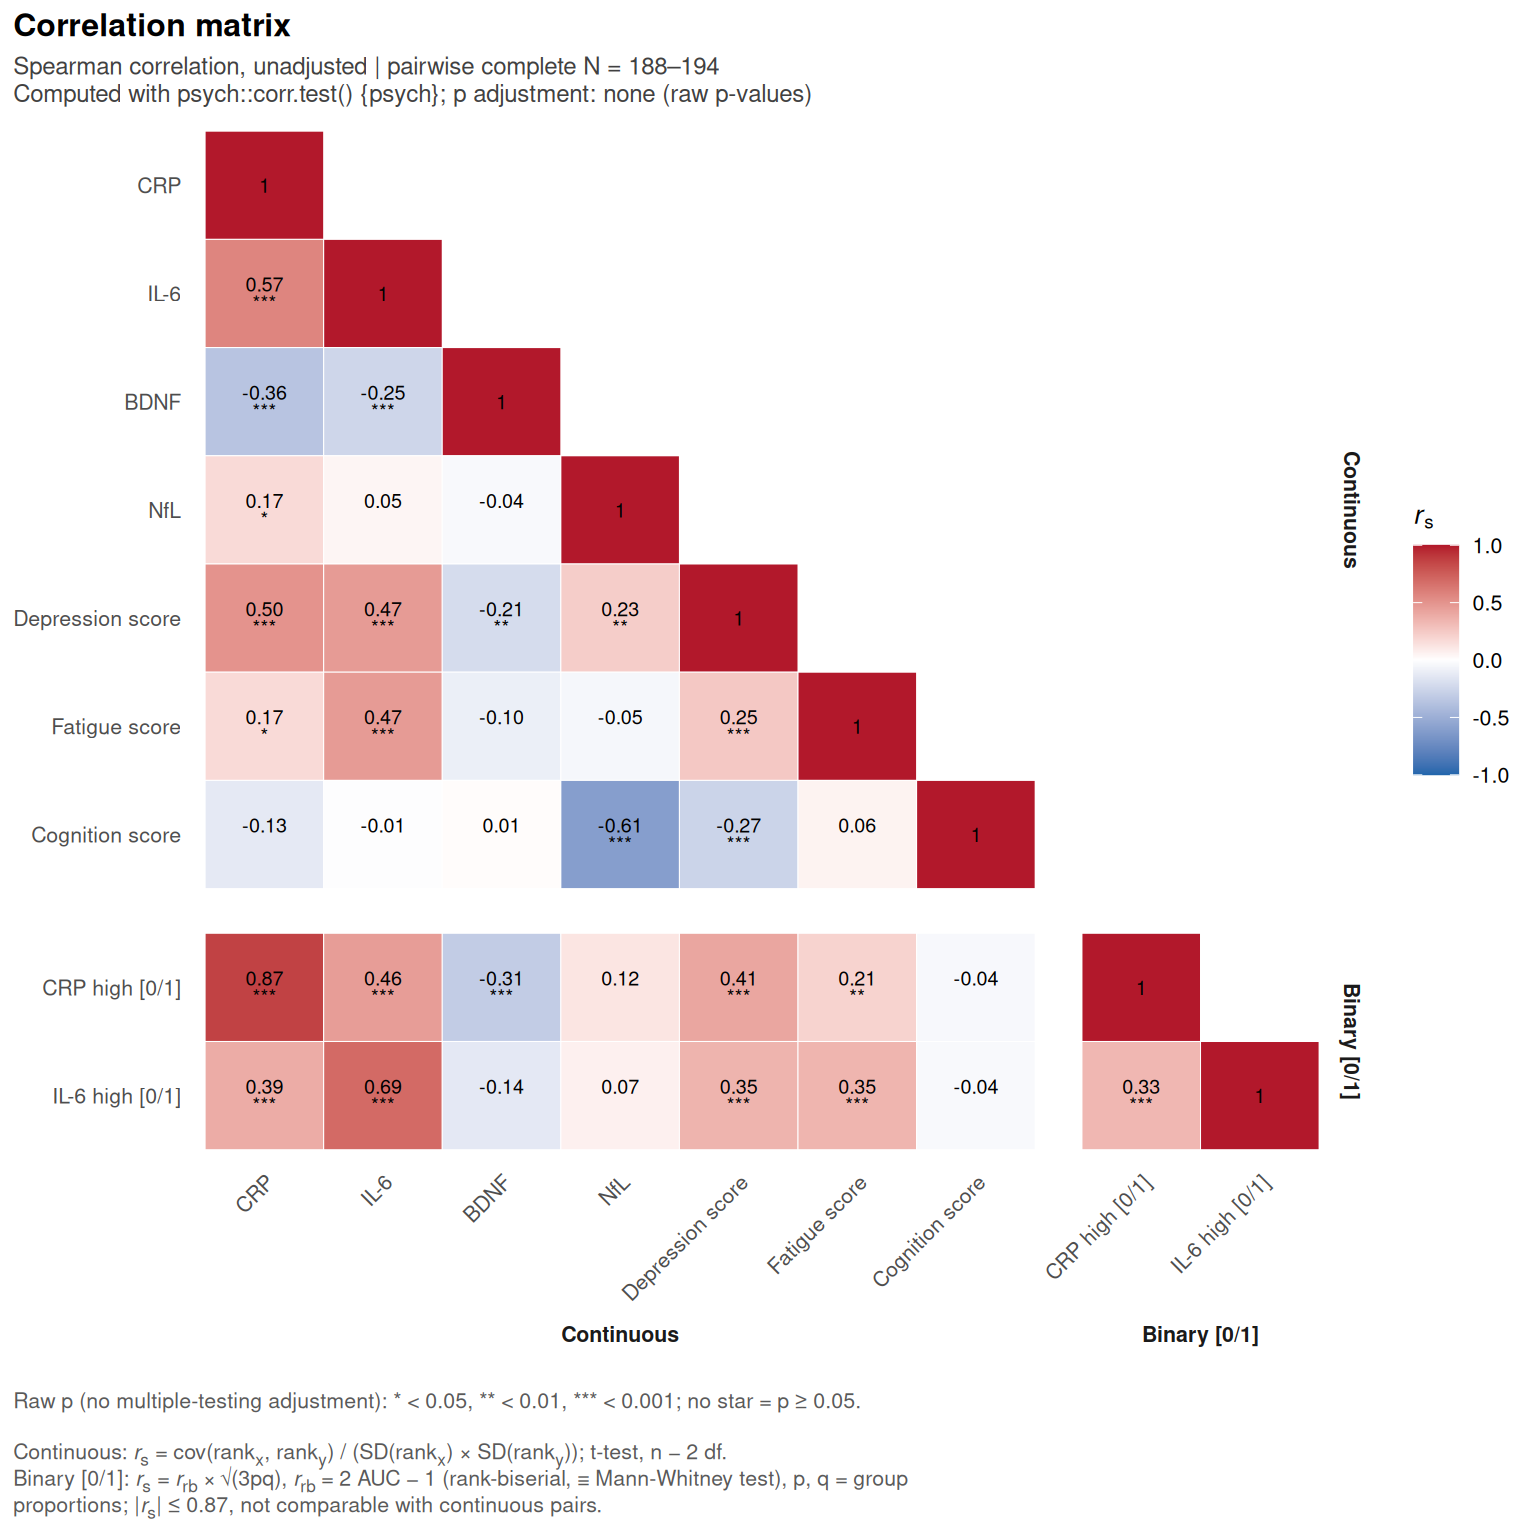 Correlation matrix
Spearman correlation, unadjusted | pairwise complete N = 188–194
Computed with psych::corr.test() {psych}; p adjustment: none (raw p-values)
CRP
1
IL-6
0.57
***
1
BDNF
-0.36
***
-0.25
***
1
NfL
0.17
*
0.05
-0.04
1
Depression score
0.50
***
0.47
***
-0.21
**
0.23
**
1
Fatigue score
0.17
*
0.47
***
-0.10
-0.05
0.25
***
1
Cognition score
-0.13
-0.01
0.01
-0.61
***
-0.27
***
0.06
1
Continuous
CRP high [0/1]
0.87
***
0.46
***
-0.31
***
0.12
0.41
***
0.21
**
-0.04
1
IL-6 high [0/1]
0.39
***
0.69
***
-0.14
0.07
0.35
***
0.35
***
-0.04
0.33
***
1
Binary [0/1]
rs
1.0
0.5
0.0
-0.5
-1.0
CRP
IL-6
BDNF
NfL
Depression score
Fatigue score
Cognition score
CRP high [0/1]
IL-6 high [0/1]
Continuous
Binary [0/1]
Raw p (no multiple-testing adjustment): * < 0.05, ** < 0.01, *** < 0.001; no star = p ≥ 0.05.
Continuous: rs = cov(rankx, ranky) / (SD(rankx) × SD(ranky)); t-test, n − 2 df.
Binary [0/1]: rs = rrb × √(3pq), rrb = 2 AUC − 1 (rank-biserial, ≡ Mann-Whitney test), p, q = group
proportions; |rs| ≤ 0.87, not comparable with continuous pairs.